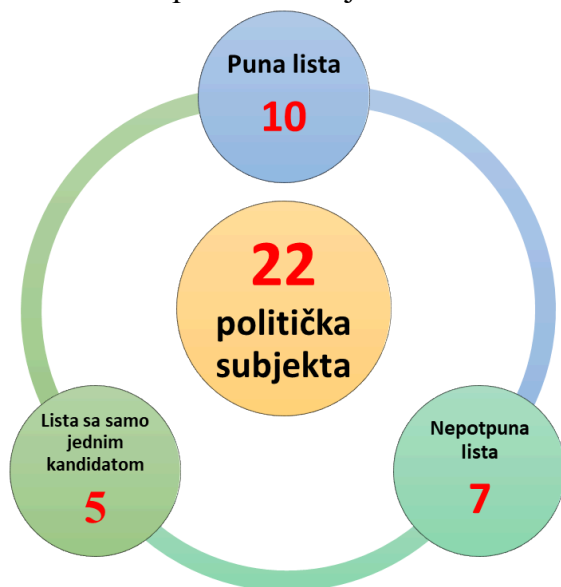 Puna lista
10
22
politička
subjekta
Lista sa samo
jednim
kandidatom
5
Nepotpuna
lista
7